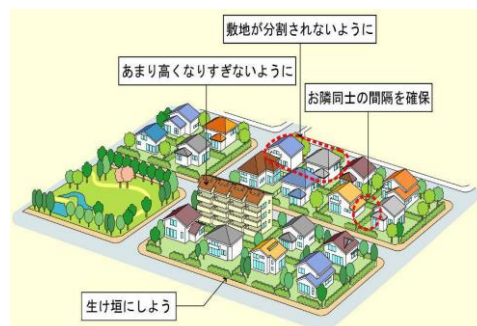 敷地が分割されないように
あまり高くなりすぎないように
お隣同士の間隔を確保
生け垣にしよう